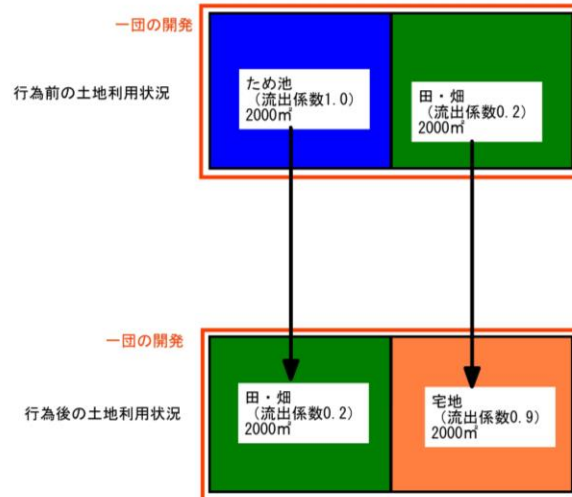 一団の開発
行為前の土地利用状況
ため池
(流出係数1.0)
2000㎡
田・畑
(流出係数0.2)
2000㎡
一団の開発
行為後の土地利用状況
田・畑
(流出係数0.2)
2000㎡
宅地
(流出係数0.9)
2000㎡